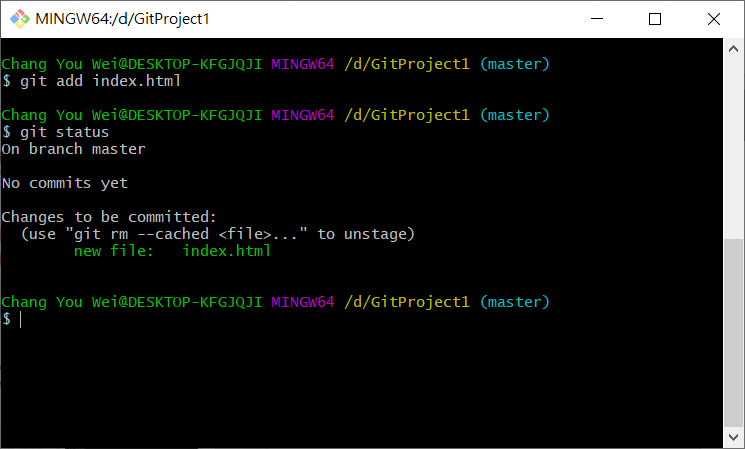 MINGW64:/d/GitProject1
Chang You Wei@DESKTOP-KFGJQJI MINGW64 /d/GitProject1 (master)
$ git add index.html
Chang You Wei@DESKTOP-KFGJQJI MINGW64 /d/GitProject1 (master)
$ git status
On branch master
No commits yet
Changes to be committed:
  (use "git rm --cached <file>..." to unstage)
        new file:   index.html
Chang You Wei@DESKTOP-KFGJQJI MINGW64 /d/GitProject1 (master)
$